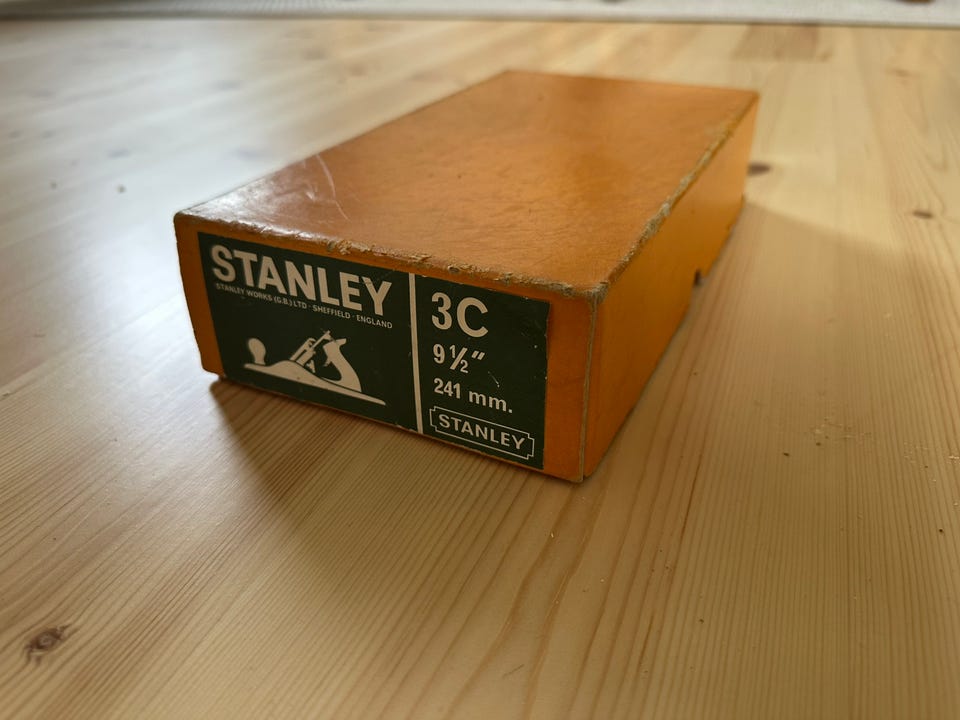 STANLEY
STANLEY WORKS (G.B.) LTD · SHEFFIELD · ENGLAND
3C
9½"
241 mm.
STANLEY